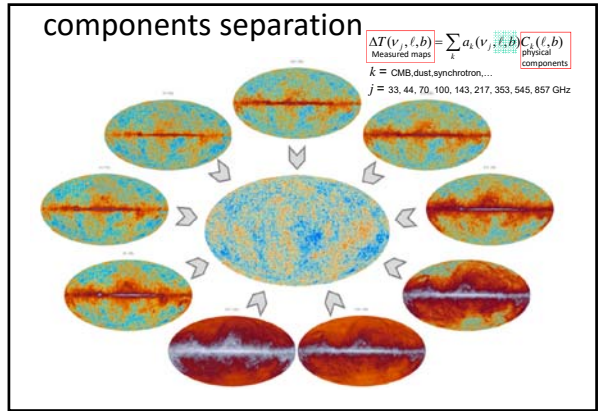 components separation
ΔT(ν_j,ℓ,b) = ∑_k a_k(ν_j,ℓ,b)C_k(ℓ,b)
Measured maps physical components
k = CMB,dust,synchrotron,…
j = 33, 44, 70, 100, 143, 217, 353, 545, 857 GHz